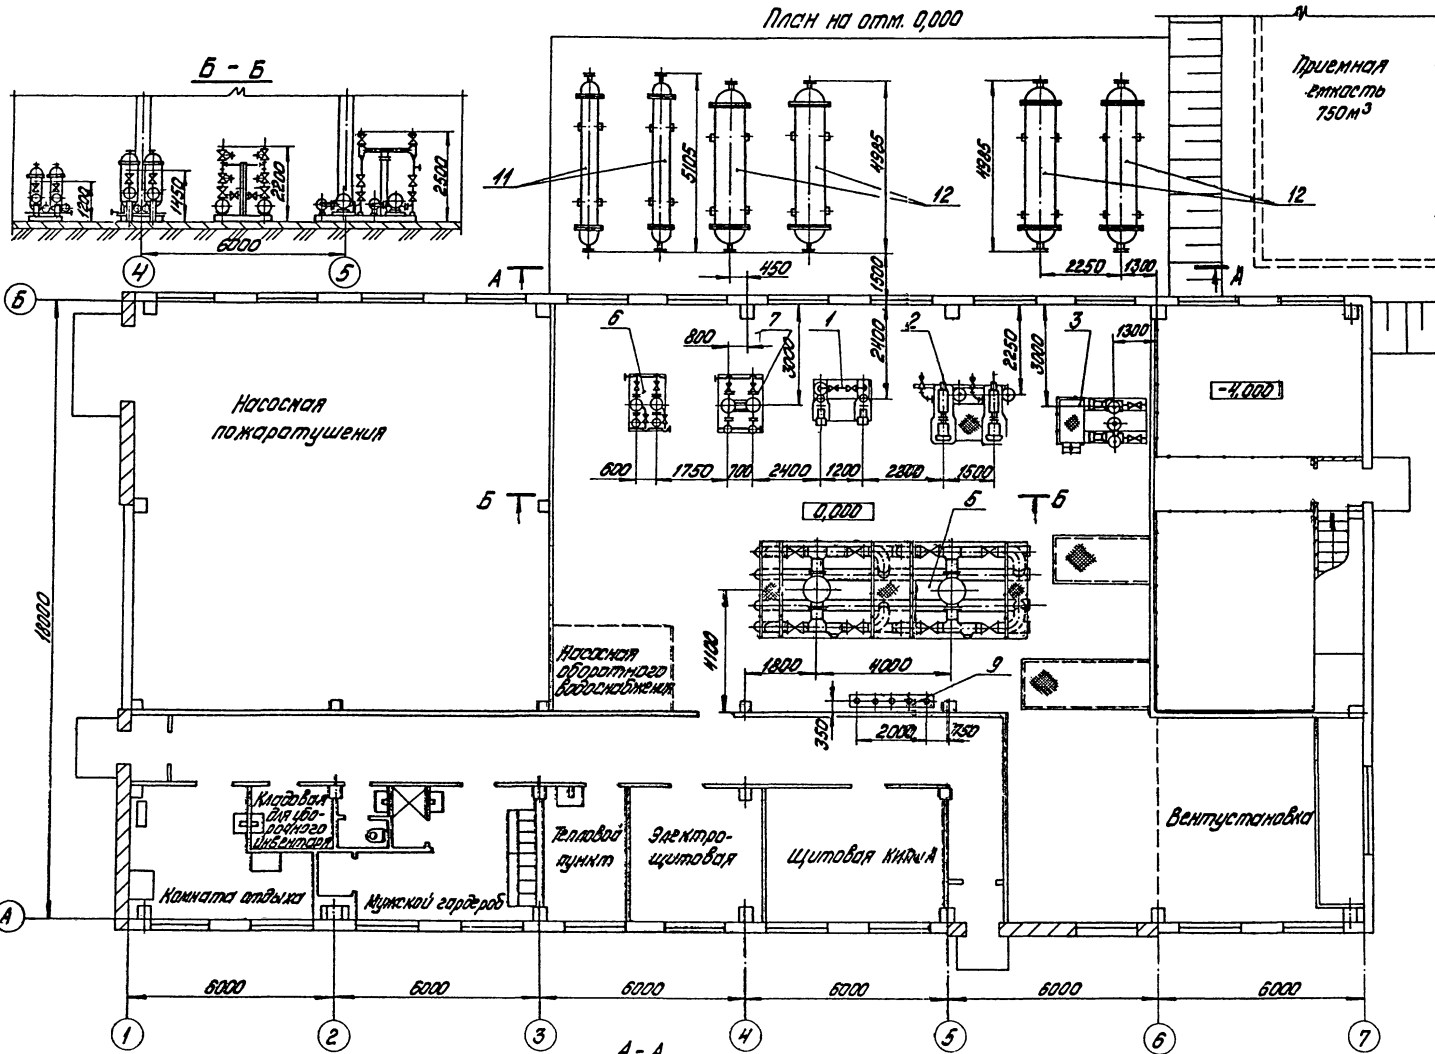 План на отм. 0,000
Б - Б
1200
1450
2200
2500
6000
4
5
Приемная
емкость
750м³
11
5105
12
4985
4985
12
450
1500
2250
1300
А
А
Б
6
7
1
2
3
800
3000
2400
2250
3000
1300
-4,000
Насосная
пожаротушения
600
1750
700
2400
1200
2800
1500
Б
Б
0,000
5
18000
4100
1800
4000
9
Насосная
оборотного
водоснабжения
350
2000
750
Кладовая
для убо-
рочного
инвентаря
Тепловой
пункт
Электро-
щитовая
Щитовая КИПиА
Вентустановка
Комната отдыха
Мужской гардероб
А
6000
6000
6000
6000
6000
6000
1
2
3
4
5
6
7
А - А